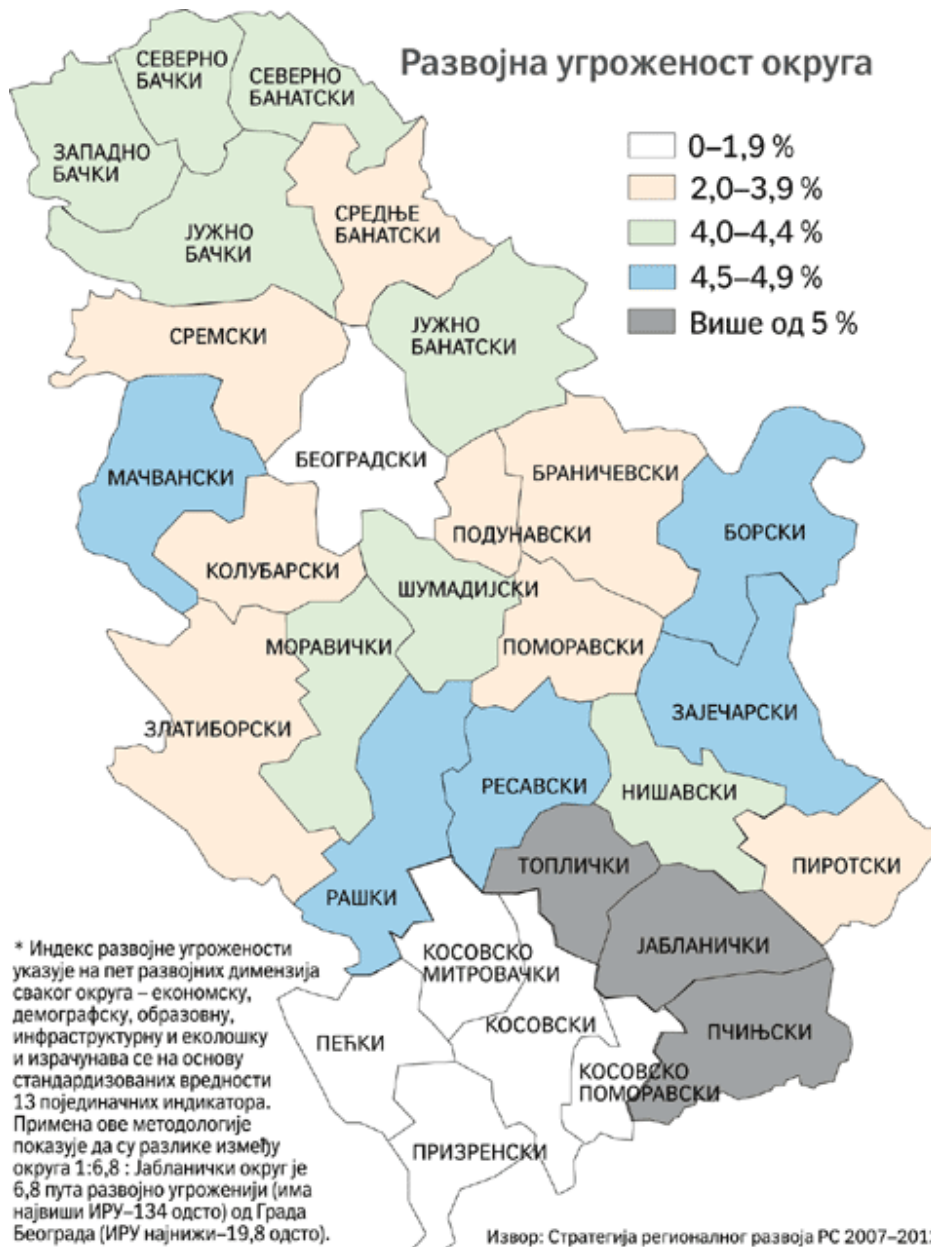 Развојна угроженост округа
0–1,9 %
2,0–3,9 %
4,0–4,4 %
4,5–4,9 %
Више од 5 %
СЕВЕРНО
БАЧКИ
СЕВЕРНО
БАНАТСКИ
ЗАПАДНО
БАЧКИ
СРЕДЊЕ
БАНАТСКИ
ЈУЖНО
БАЧКИ
ЈУЖНО
БАНАТСКИ
СРЕМСКИ
БЕОГРАДСКИ
МАЧВАНСКИ
БРАНИЧЕВСКИ
ПОДУНАВСКИ
БОРСКИ
КОЛУБАРСКИ
ШУМАДИЈСКИ
МОРАВИЧКИ
ПОМОРАВСКИ
ЗЛАТИБОРСКИ
ЗАЈЕЧАРСКИ
РЕСАВСКИ
НИШАВСКИ
ТОПЛИЧКИ
ПИРОТСКИ
РАШКИ
ЈАБЛАНИЧКИ
КОСОВСКО
МИТРОВАЧКИ
КОСОВСКИ
ПЧИЊСКИ
ПЕЋКИ
КОСОВСКО
ПОМОРАВСКИ
ПРИЗРЕНСКИ
* Индекс развојне угрожености
указује на пет развојних димензија
сваког округа – економску,
демографску, образовну,
инфраструктурну и еколошку
и израчунава се на основу
стандардизованих вредности
13 појединачних индикатора.
Примена ове методологије
показује да су разлике између
округа 1:6,8 : Јабланички округ је
6,8 пута развојно угроженији (има
највиши ИРУ–134 одсто) од Града
Београда (ИРУ најнижи–19,8 одсто).
Извор: Стратегија регионалног развоја РС